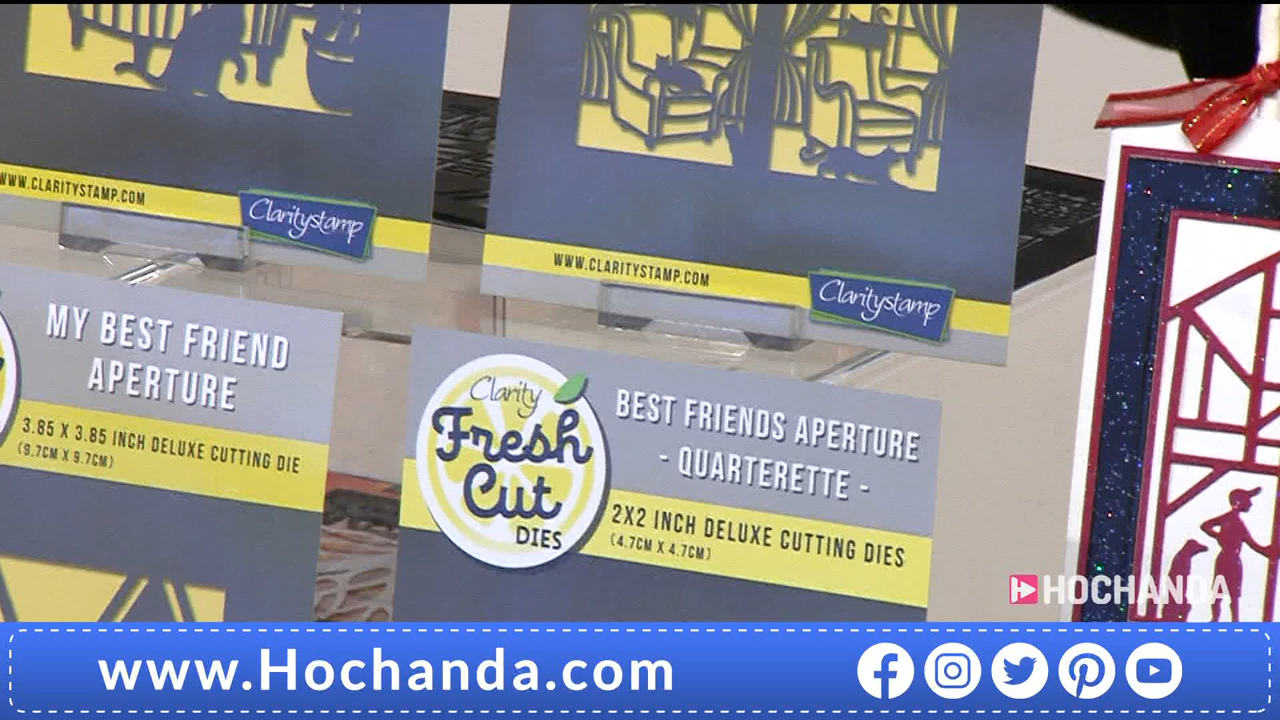 WWW.CLARITYSTAMP.COM
Claritystamp
WWW.CLARITYSTAMP.COM
Claritystamp
MY BEST FRIEND
APERTURE
3.85 X 3.85 INCH DELUXE CUTTING DIE
(9.7CM X 9.7CM)
Clarity
Fresh
Cut
DIES
BEST FRIENDS APERTURE
- QUARTERETTE -
2X2 INCH DELUXE CUTTING DIES
(4.7CM X 4.7CM)
HOCHANDA
www.Hochanda.com